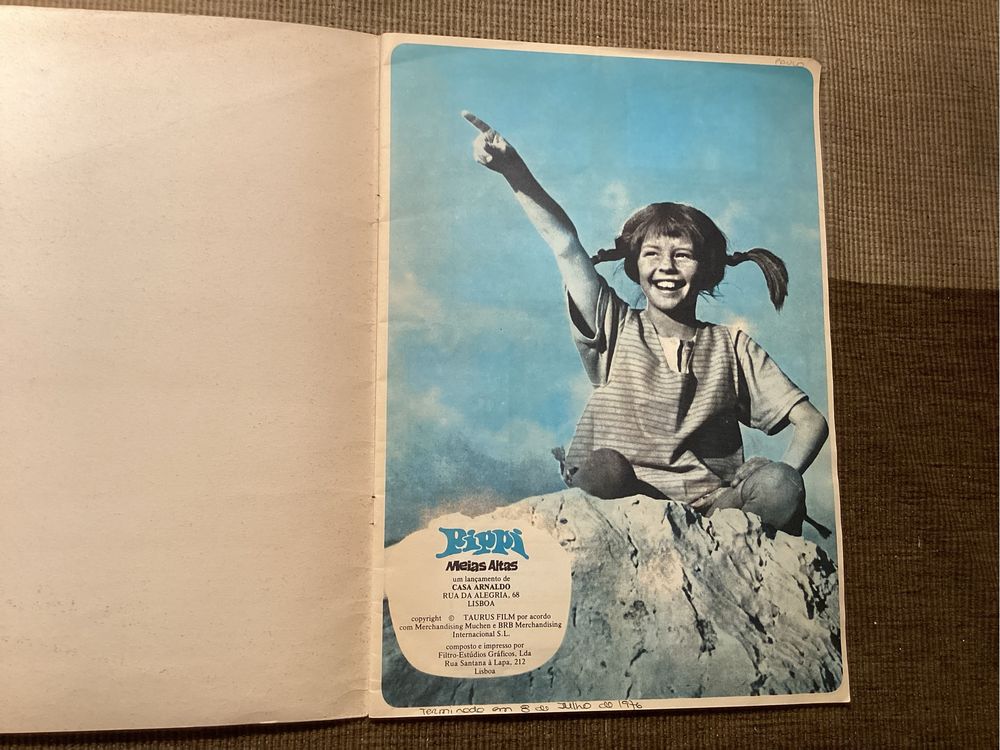 PAULO
Pippi
Meias Altas
um lançamento de
CASA ARNALDO
RUA DA ALEGRIA, 68
LISBOA
copyright © TAURUS FILM por acordo
com Merchandising Muchen e BRB Merchandising
Internacional S.L.
composto e impresso por
Filtro-Estúdios Gráficos, Lda
Rua Santana à Lapa, 212
Lisboa
Terminado em 8 de Julho de 1976